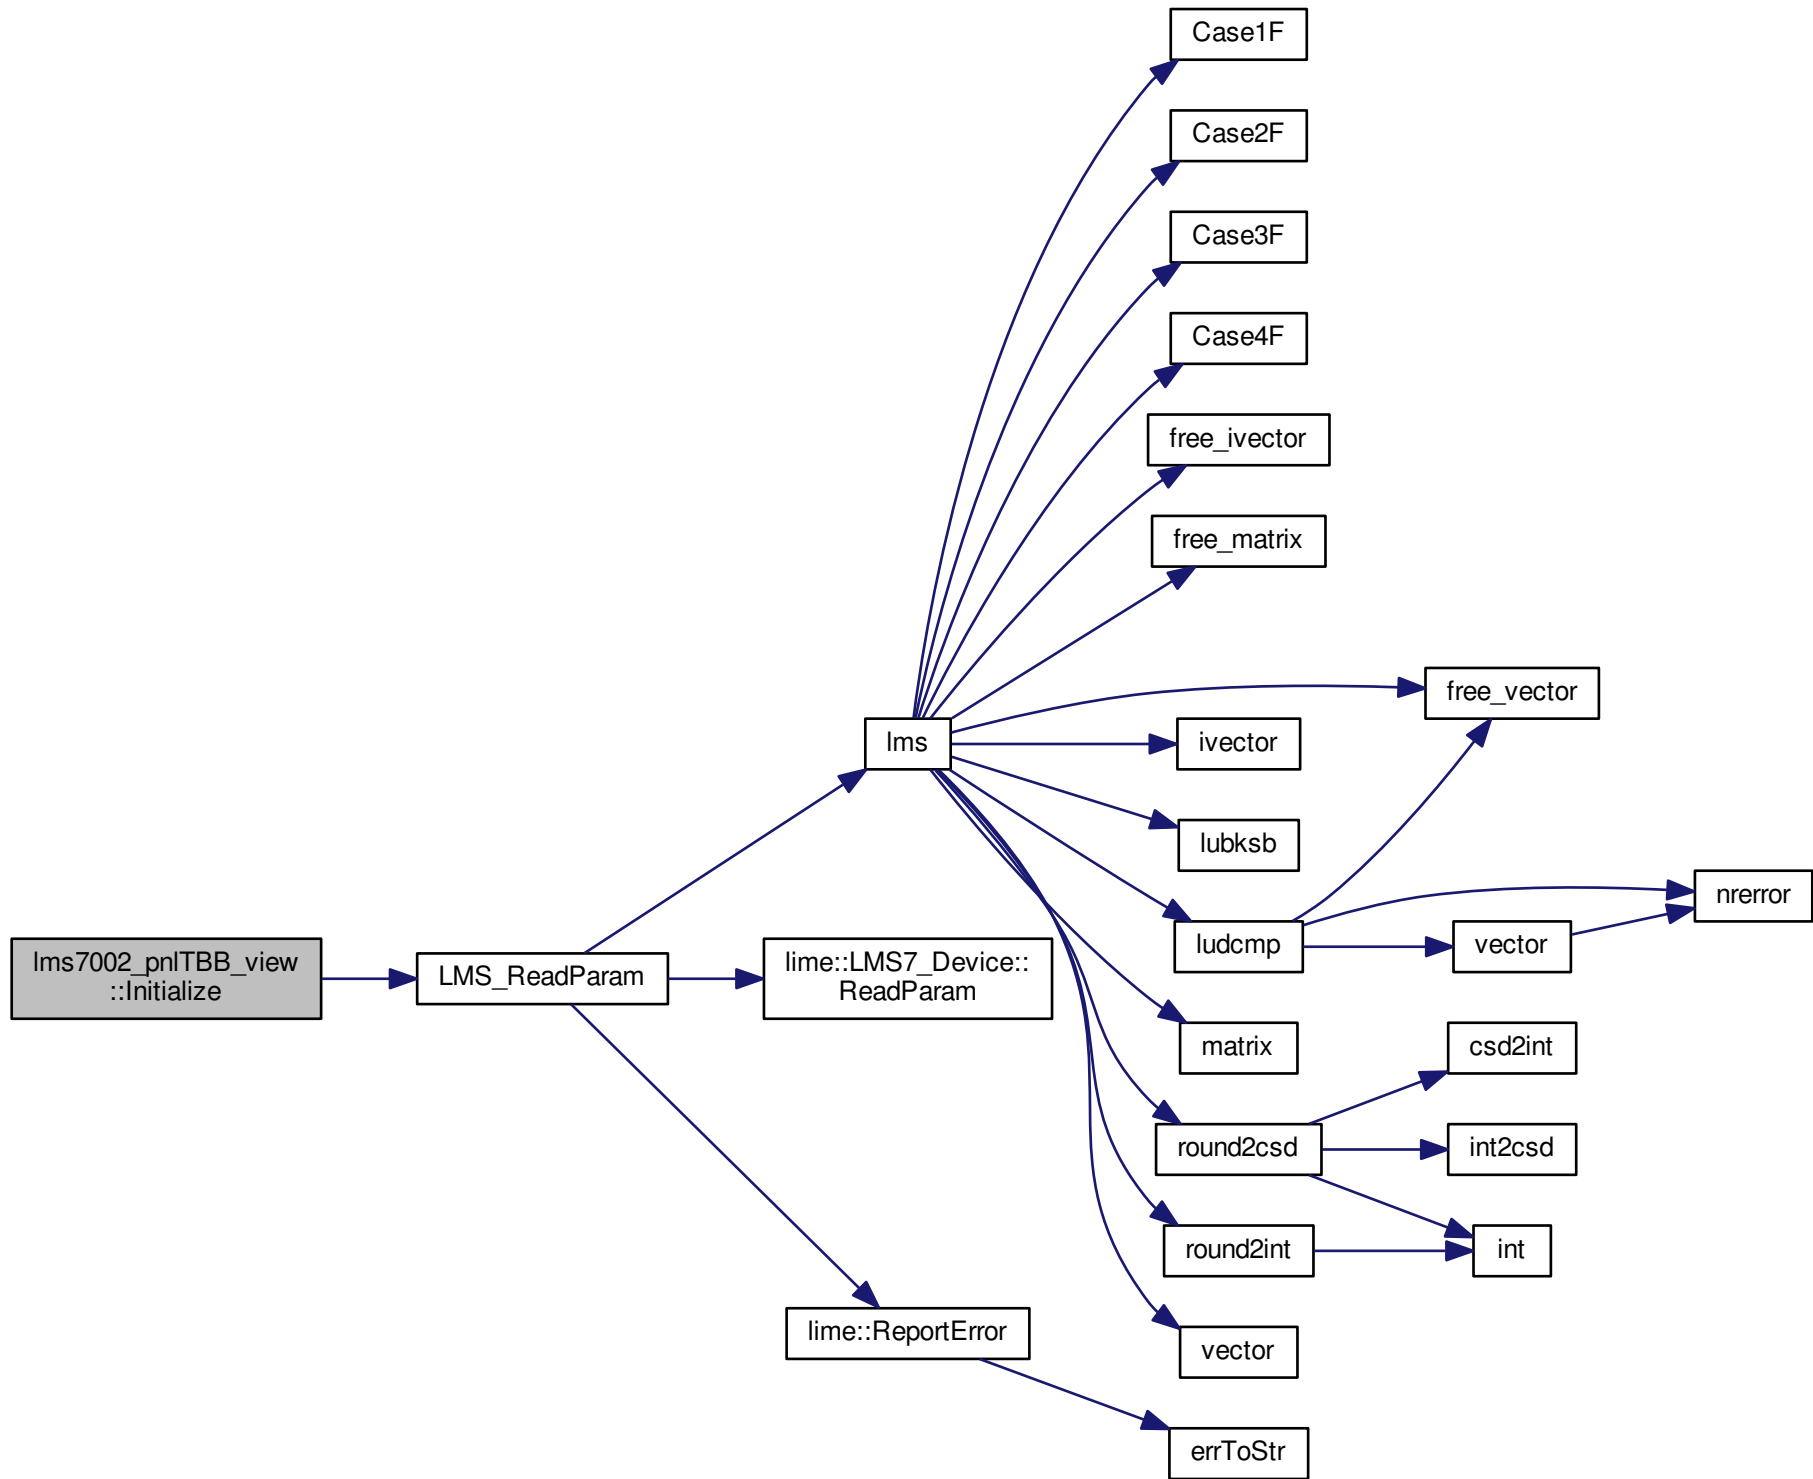 Case1F
Case2F
Case3F
Case4F
free_ivector
free_matrix
free_vector
lms
ivector
lubksb
nrerror
ludcmp
vector
lms7002_pnlTBB_view
::Initialize
LMS_ReadParam
lime::LMS7_Device::
ReadParam
matrix
csd2int
round2csd
int2csd
round2int
int
lime::ReportError
vector
errToStr